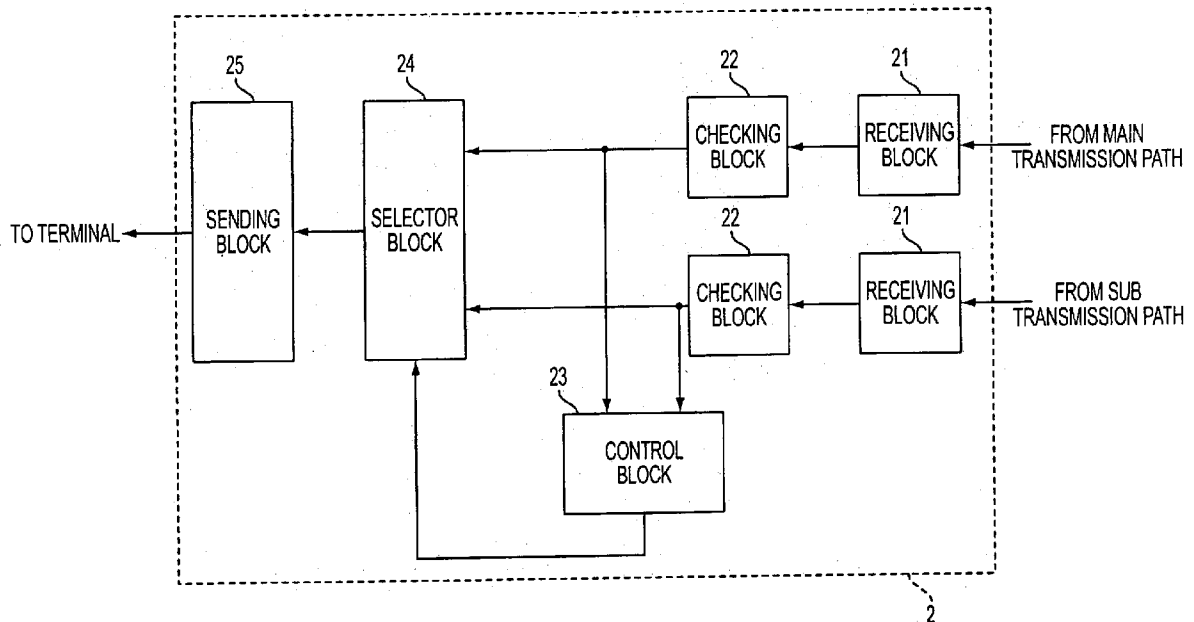 25
24
22
21
SENDING
BLOCK
SELECTOR
BLOCK
CHECKING
BLOCK
RECEIVING
BLOCK
FROM MAIN
TRANSMISSION PATH
TO TERMINAL
22
21
CHECKING
BLOCK
RECEIVING
BLOCK
FROM SUB
TRANSMISSION PATH
23
CONTROL
BLOCK
2